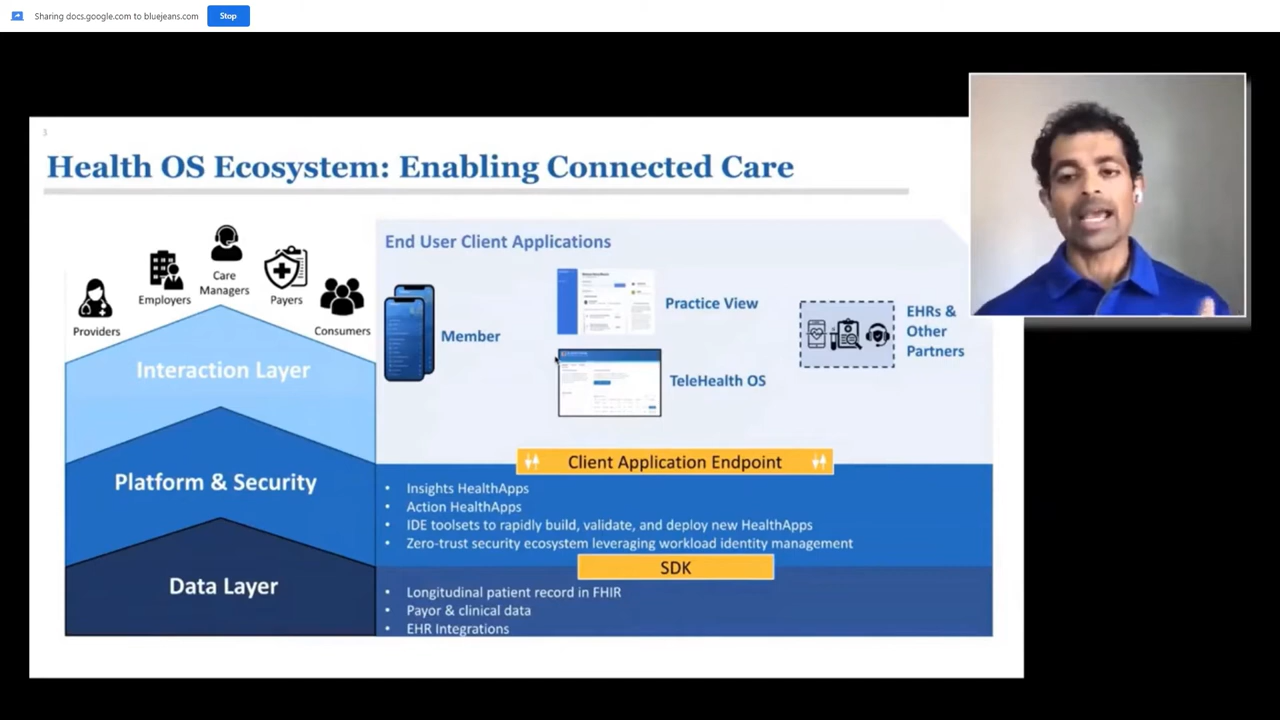 Sharing docs.google.com to bluejeans.com
Stop
3
Health OS Ecosystem: Enabling Connected Care
Providers
Employers
Care
Managers
Payers
Consumers
Interaction Layer
Platform & Security
Data Layer
End User Client Applications
Member
Practice View
TeleHealth OS
EHRs &
Other
Partners
Client Application Endpoint
• Insights HealthApps
• Action HealthApps
• IDE toolsets to rapidly build, validate, and deploy new HealthApps
• Zero-trust security ecosystem leveraging workload identity management
SDK
• Longitudinal patient record in FHIR
• Payor & clinical data
• EHR Integrations